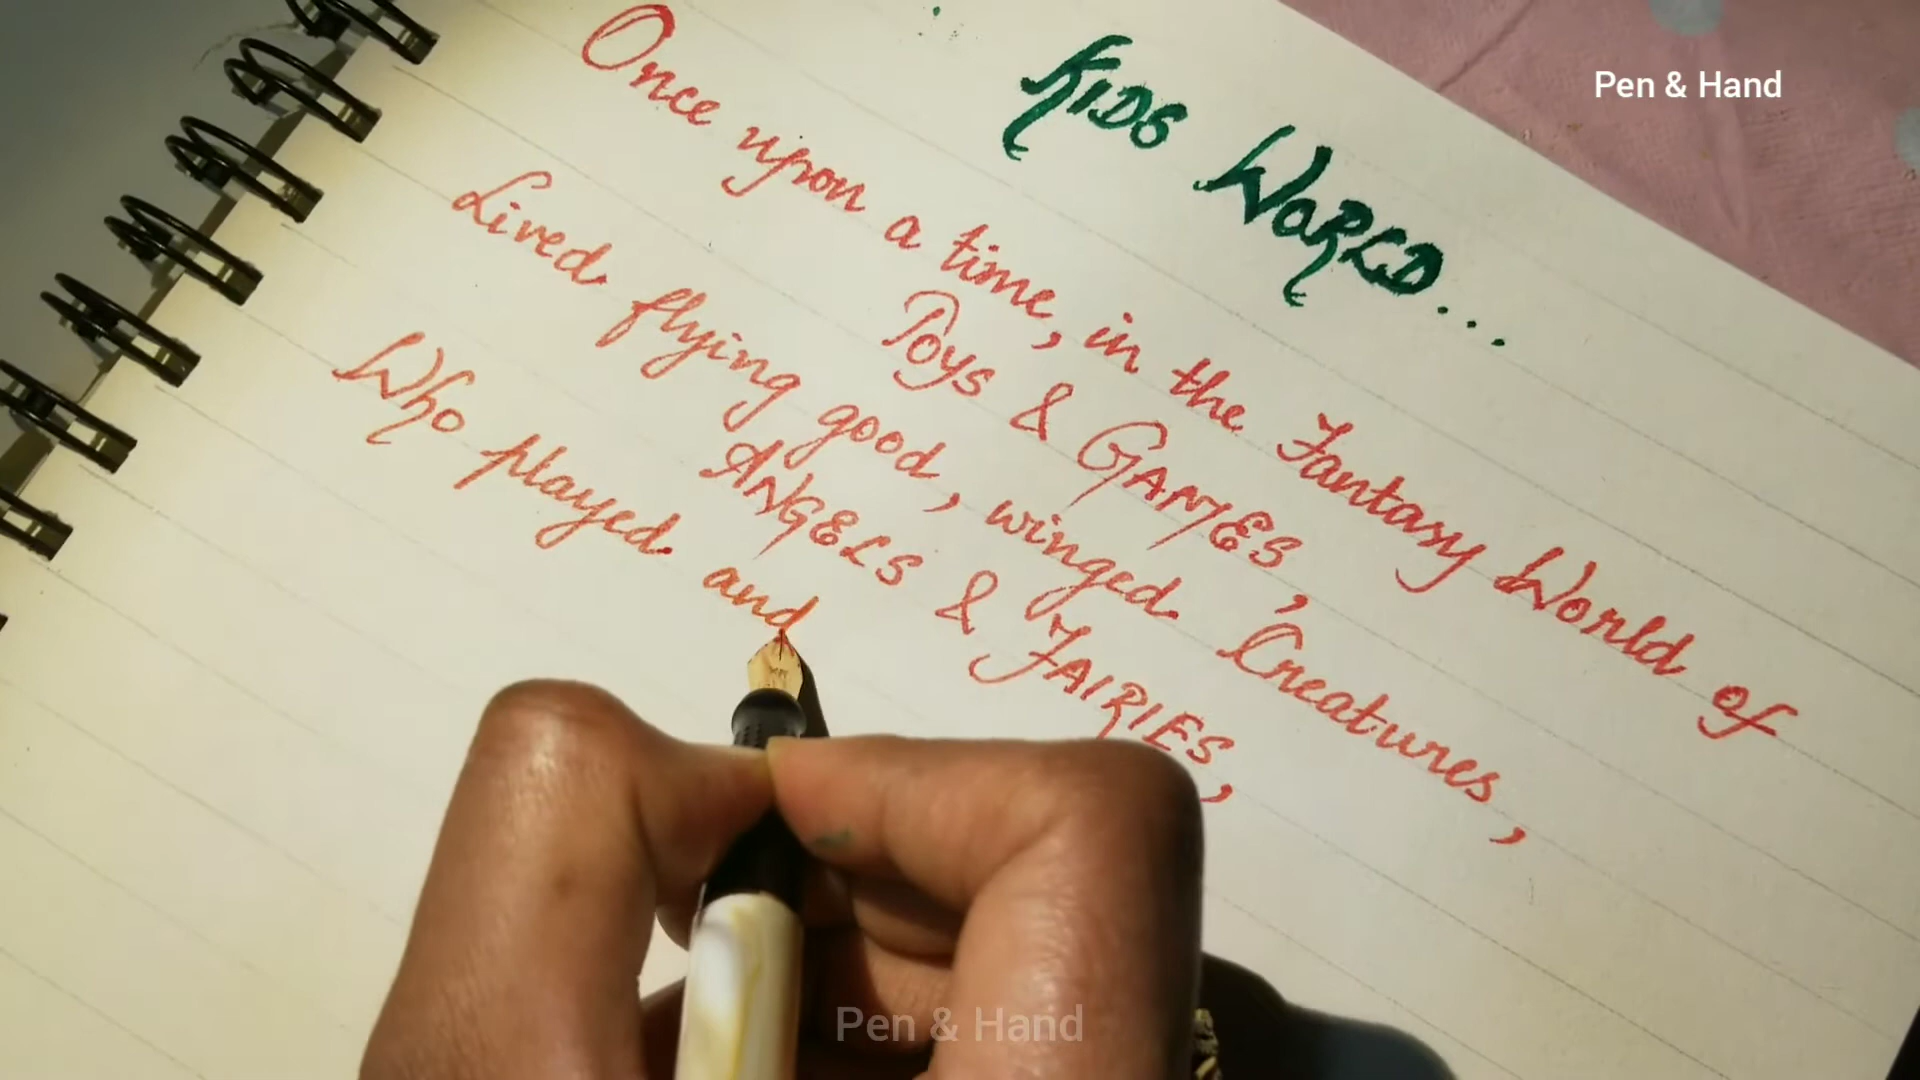 Pen & Hand
KIDS WORLD...
Once upon a time, in the Fantasy World of
Toys & GAMES,
Lived flying good, winged Creatures,
ANGELS & FAIRIES,
Who played and
Pen & Hand